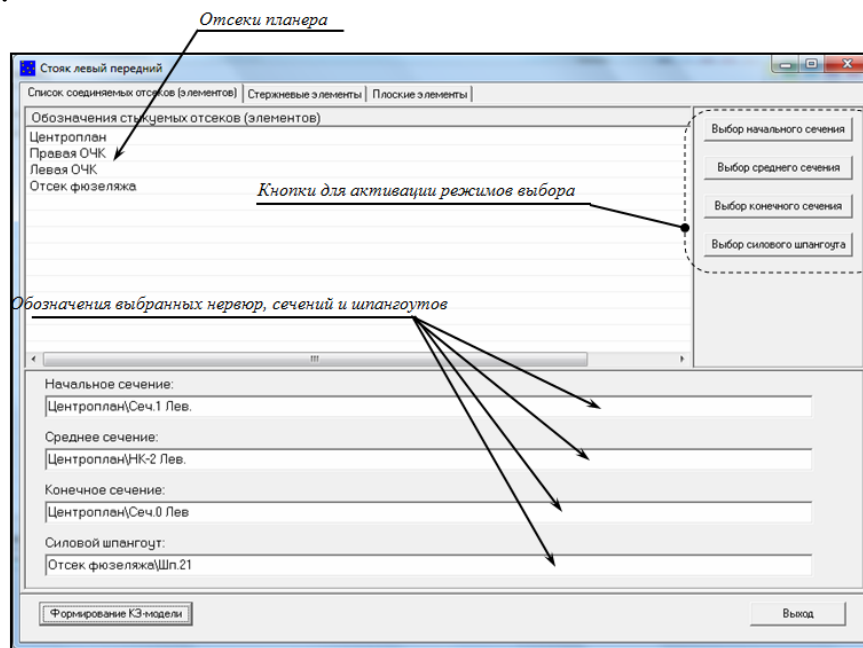 Отсеки планера
Стояк левый передний
Список соединяемых отсеков (элементов) Стержневые элементы Плоские элементы
Обозначения стыкуемых отсеков (элементов)
Центроплан
Правая ОЧК
Левая ОЧК
Отсек фюзеляжа
Выбор начального сечения
Выбор среднего сечения
Выбор конечного сечения
Выбор силового шпангоута
Кнопки для активации режимов выбора
Обозначения выбранных нервюр, сечений и шпангоутов
Начальное сечение:
Центроплан\Сеч.1 Лев.
Среднее сечение:
Центроплан\НК-2 Лев.
Конечное сечение:
Центроплан\Сеч.0 Лев
Силовой шпангоут:
Отсек фюзеляжа\Шп.21
Формирование КЭ-модели
Выход